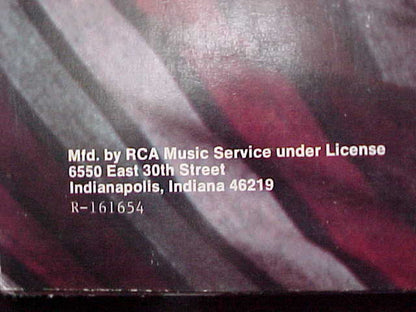 Mfd. by RCA Music Service under License
6550 East 30th Street
Indianapolis, Indiana 46219
R-161654